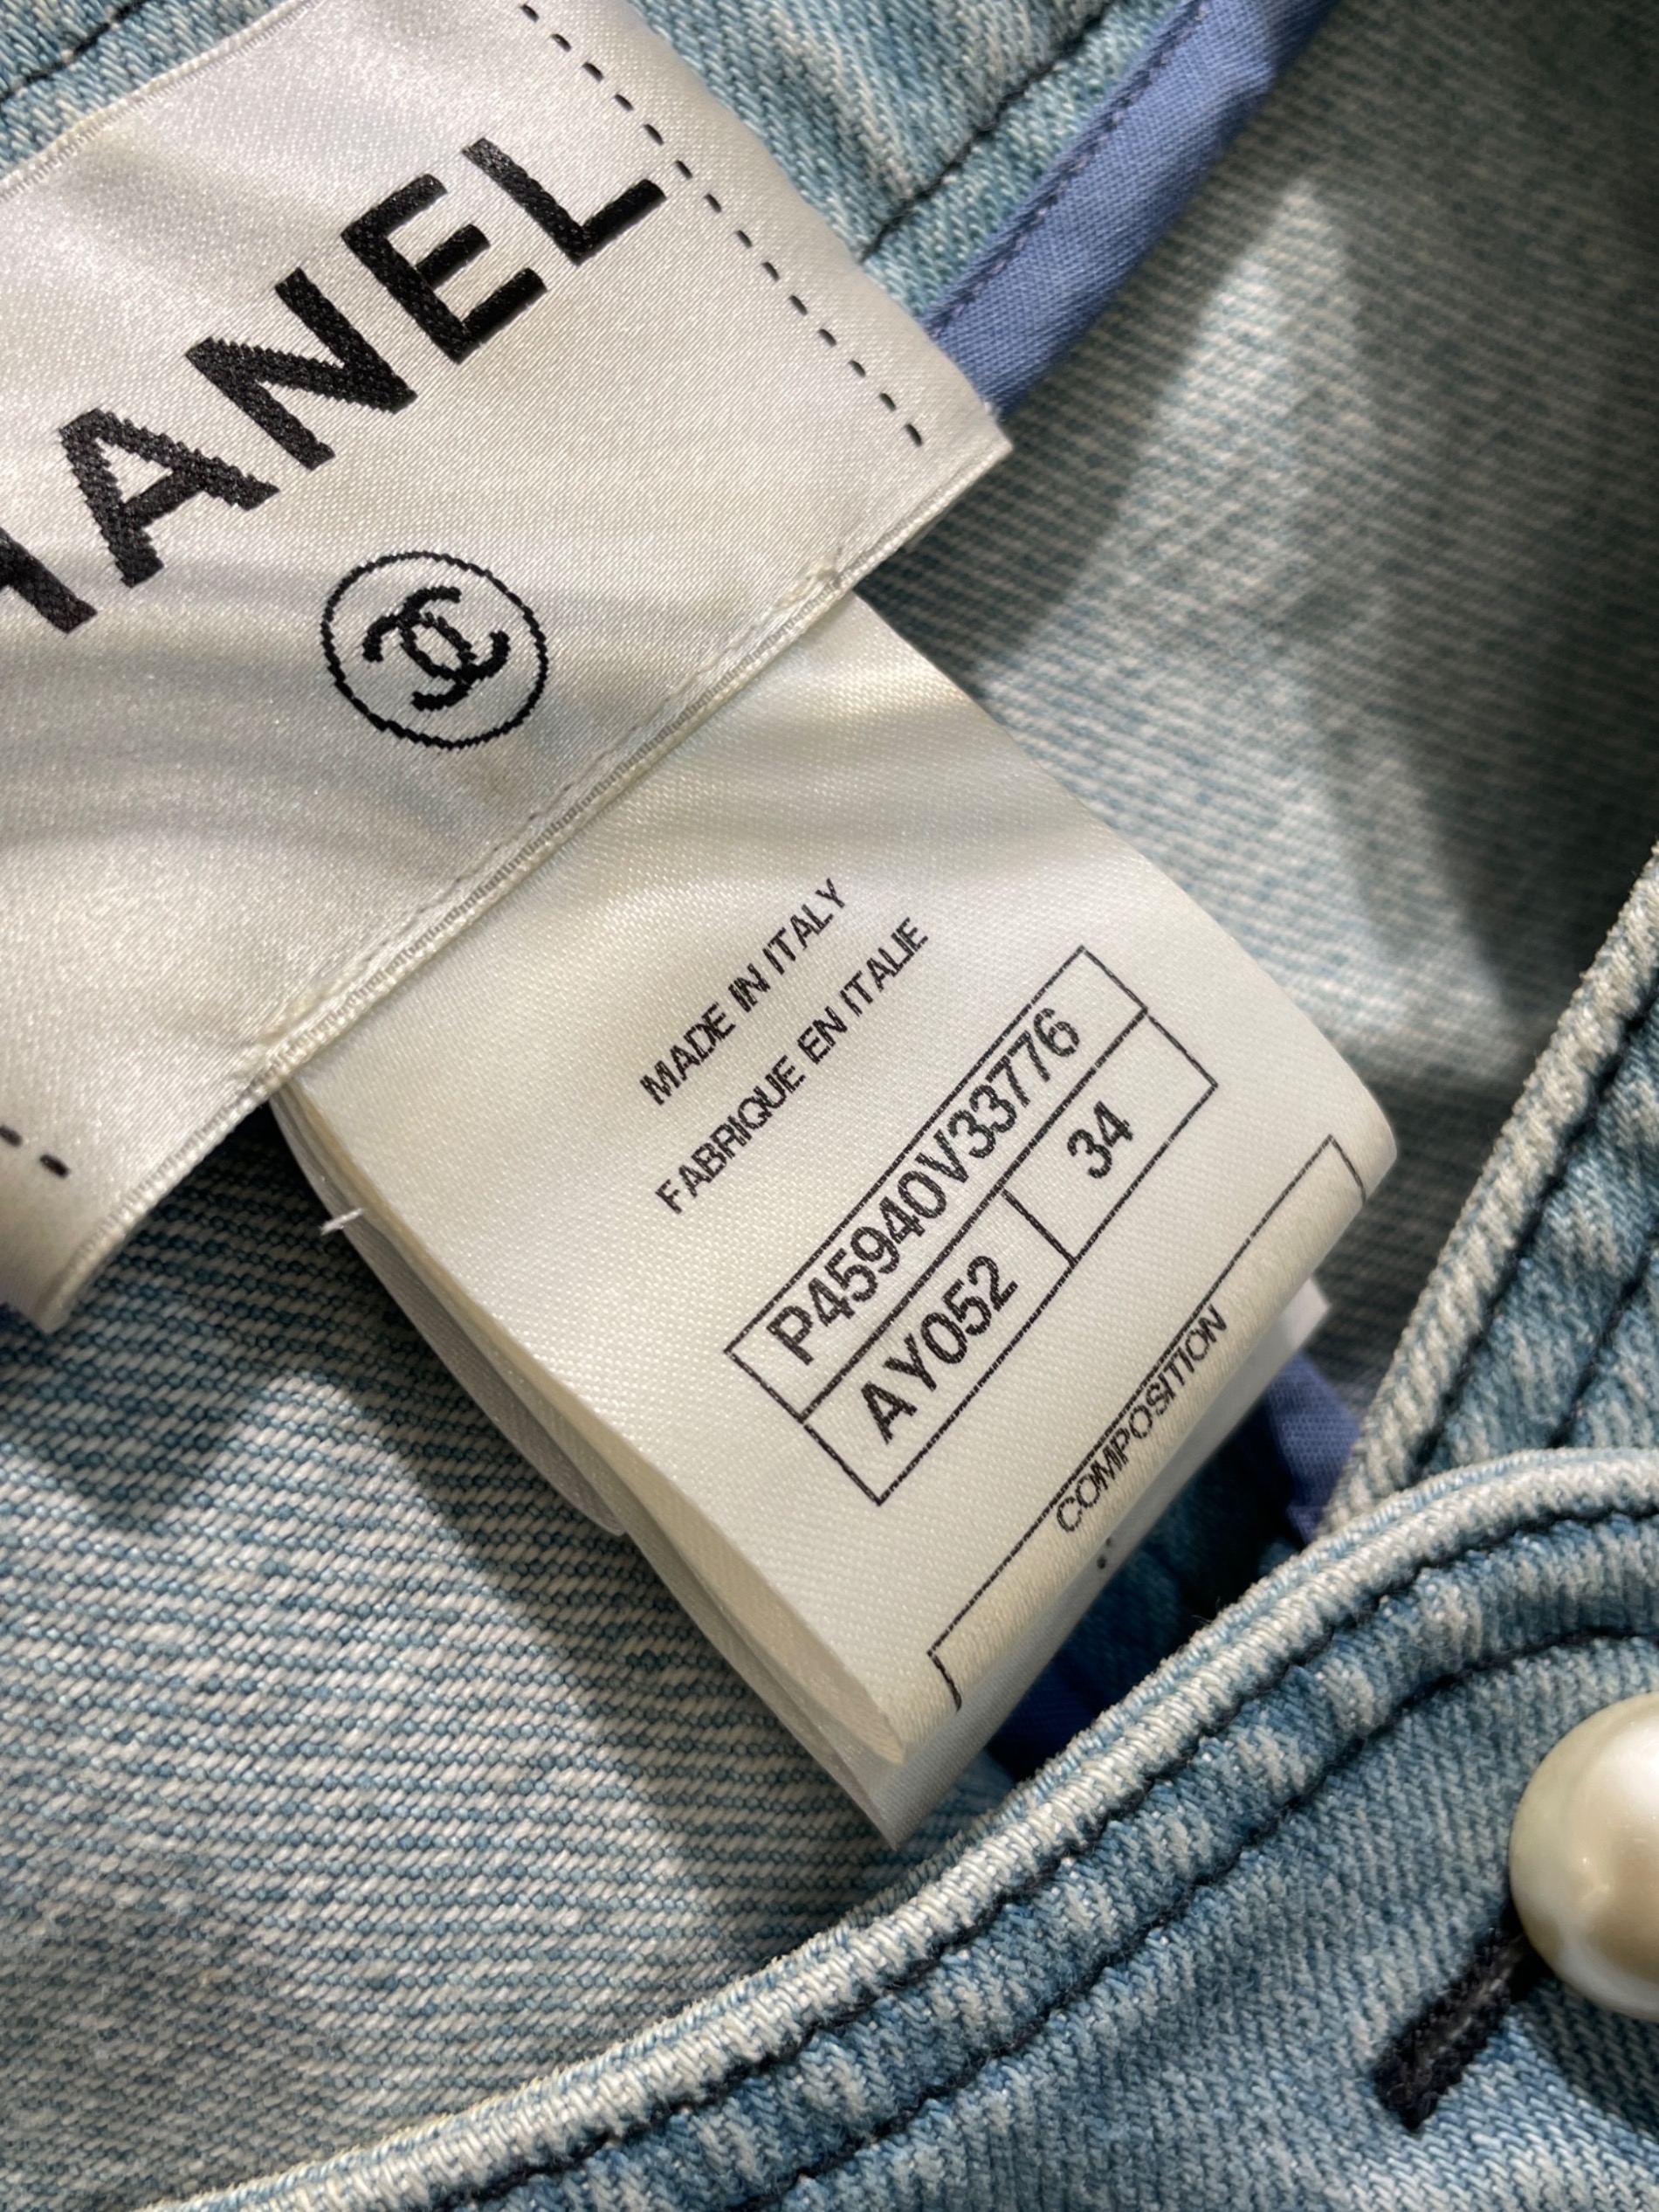 HANEL
MADE IN ITALY
FABRIQUE EN ITALIE
P45940V33776
AY052 34
COMPOSITION